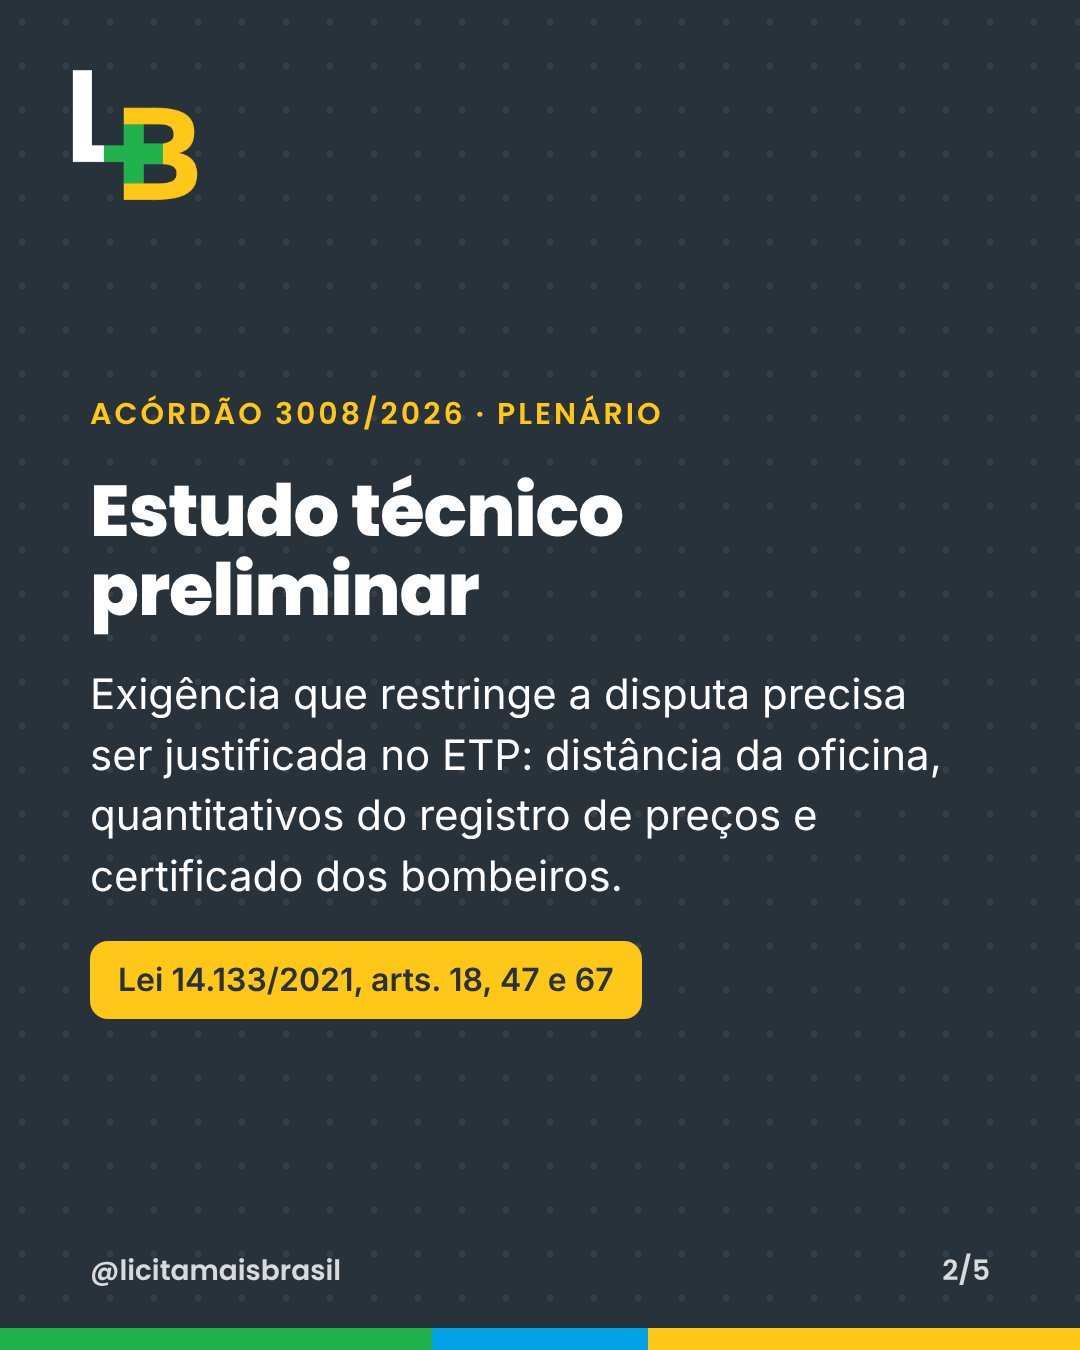 L+B
ACÓRDÃO 3008/2026 · PLENÁRIO
Estudo técnico
preliminar
Exigência que restringe a disputa precisa
ser justificada no ETP: distância da oficina,
quantitativos do registro de preços e
certificado dos bombeiros.
Lei 14.133/2021, arts. 18, 47 e 67
@licitamaisbrasil
2/5